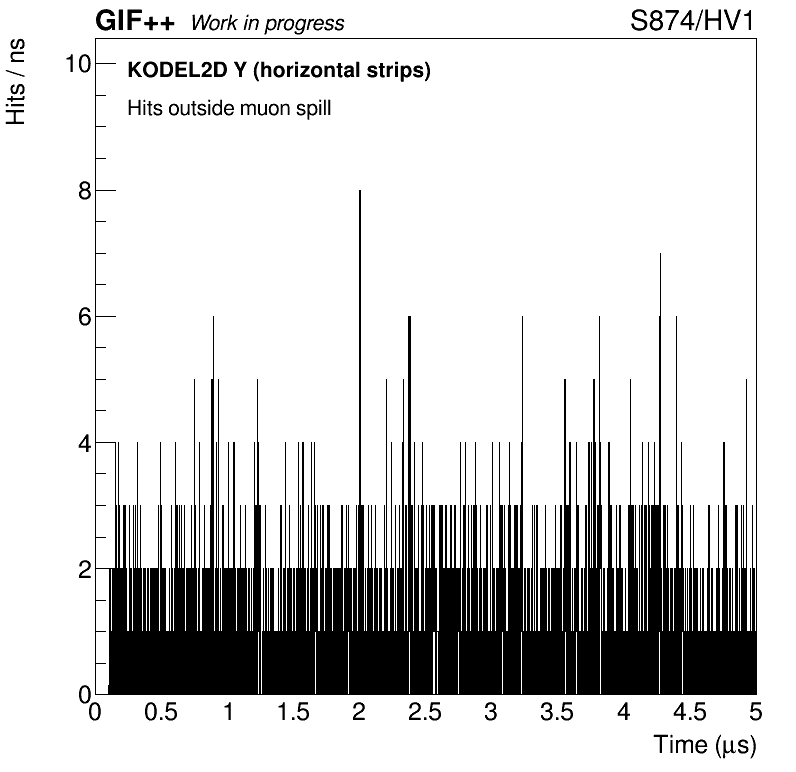 GIF++ Work in progress S874/HV1
Hits / ns
KODEL2D Y (horizontal strips)
Hits outside muon spill
10
8
6
4
2
0
0 0.5 1 1.5 2 2.5 3 3.5 4 4.5 5
Time (μs)